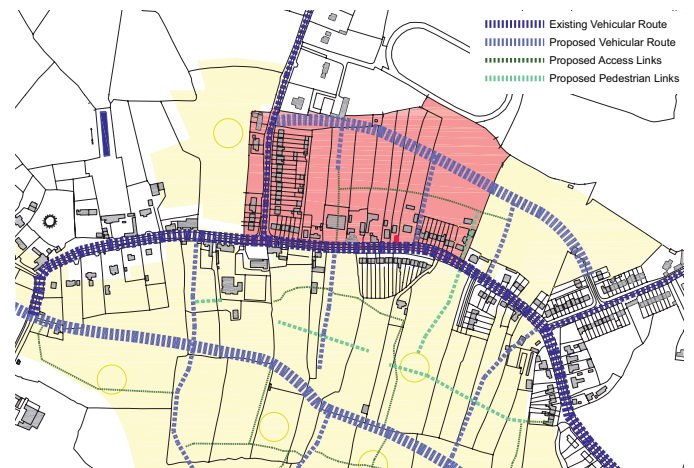 Existing Vehicular Route
Proposed Vehicular Route
Proposed Access Links
Proposed Pedestrian Links